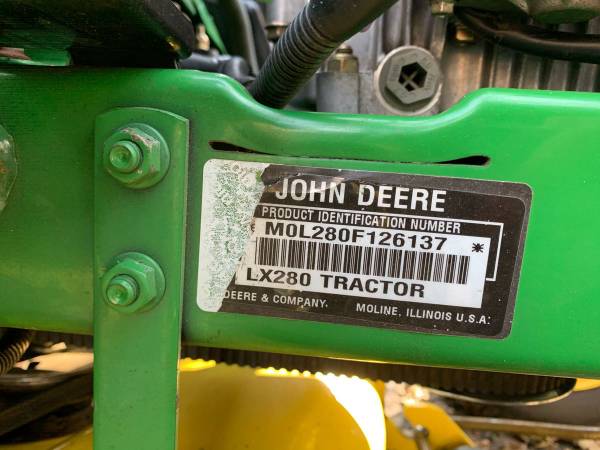 JOHN DEERE
PRODUCT IDENTIFICATION NUMBER
M0L280F126137 *
LX280 TRACTOR
DEERE & COMPANY. MOLINE, ILLINOIS U.S.A.